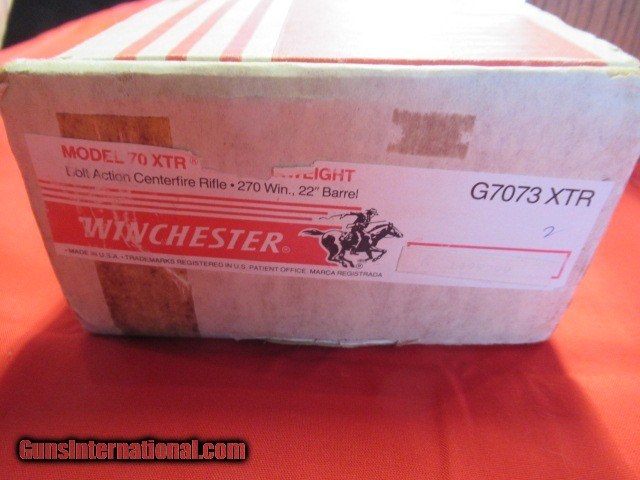 MODEL 70 XTR® WEIGHT
Bolt Action Centerfire Rifle • 270 Win., 22" Barrel
G7073 XTR
2
WINCHESTER®
MADE IN U.S.A. • TRADEMARKS REGISTERED IN U.S. PATENT OFFICE. MARCA REGISTRADA
GunsInternational.com